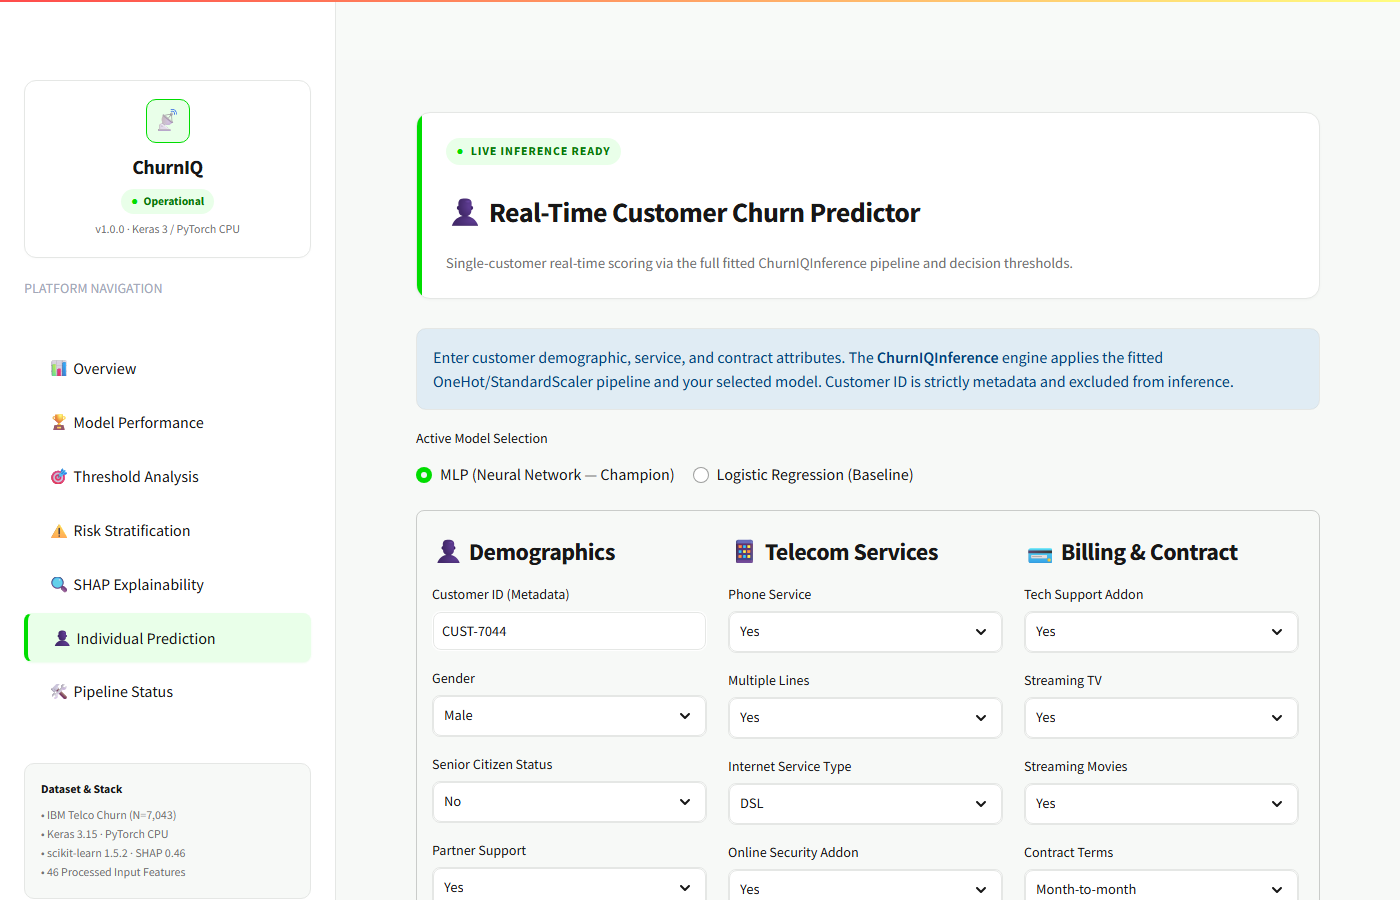 ChurnIQ
Operational
v1.0.0 · Keras 3 / PyTorch CPU
PLATFORM NAVIGATION
Overview
Model Performance
Threshold Analysis
Risk Stratification
SHAP Explainability
Individual Prediction
Pipeline Status
Dataset & Stack
• IBM Telco Churn (N=7,043)
• Keras 3.15 · PyTorch CPU
• scikit-learn 1.5.2 · SHAP 0.46
• 46 Processed Input Features
LIVE INFERENCE READY
Real-Time Customer Churn Predictor
Single-customer real-time scoring via the full fitted ChurnIQInference pipeline and decision thresholds.
Enter customer demographic, service, and contract attributes. The ChurnIQInference engine applies the fitted
OneHot/StandardScaler pipeline and your selected model. Customer ID is strictly metadata and excluded from inference.
Active Model Selection
MLP (Neural Network — Champion)
Logistic Regression (Baseline)
Demographics
Customer ID (Metadata)
CUST-7044
Gender
Male
Senior Citizen Status
No
Partner Support
Yes
Telecom Services
Phone Service
Yes
Multiple Lines
Yes
Internet Service Type
DSL
Online Security Addon
Yes
Billing & Contract
Tech Support Addon
Yes
Streaming TV
Yes
Streaming Movies
Yes
Contract Terms
Month-to-month